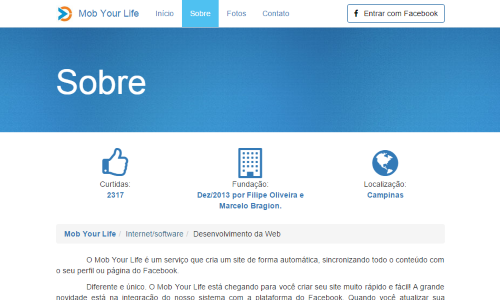 Mob Your Life Início Sobre Fotos Contato Entrar com Facebook
Sobre
Curtidas: Fundação: Localização:
2317 Dez/2013 por Filipe Oliveira e Campinas
Marcelo Bragion.
Mob Your Life / Internet/software / Desenvolvimento da Web
O Mob Your Life é um serviço que cria um site de forma automática, sincronizando todo o conteúdo com
o seu perfil ou página do Facebook.
Diferente e único. O Mob Your Life está chegando para você criar seu site muito rápido e fácil! A grande
novidade está na integração do nosso sistema com a plataforma do Facebook. Quando você atualizar sua